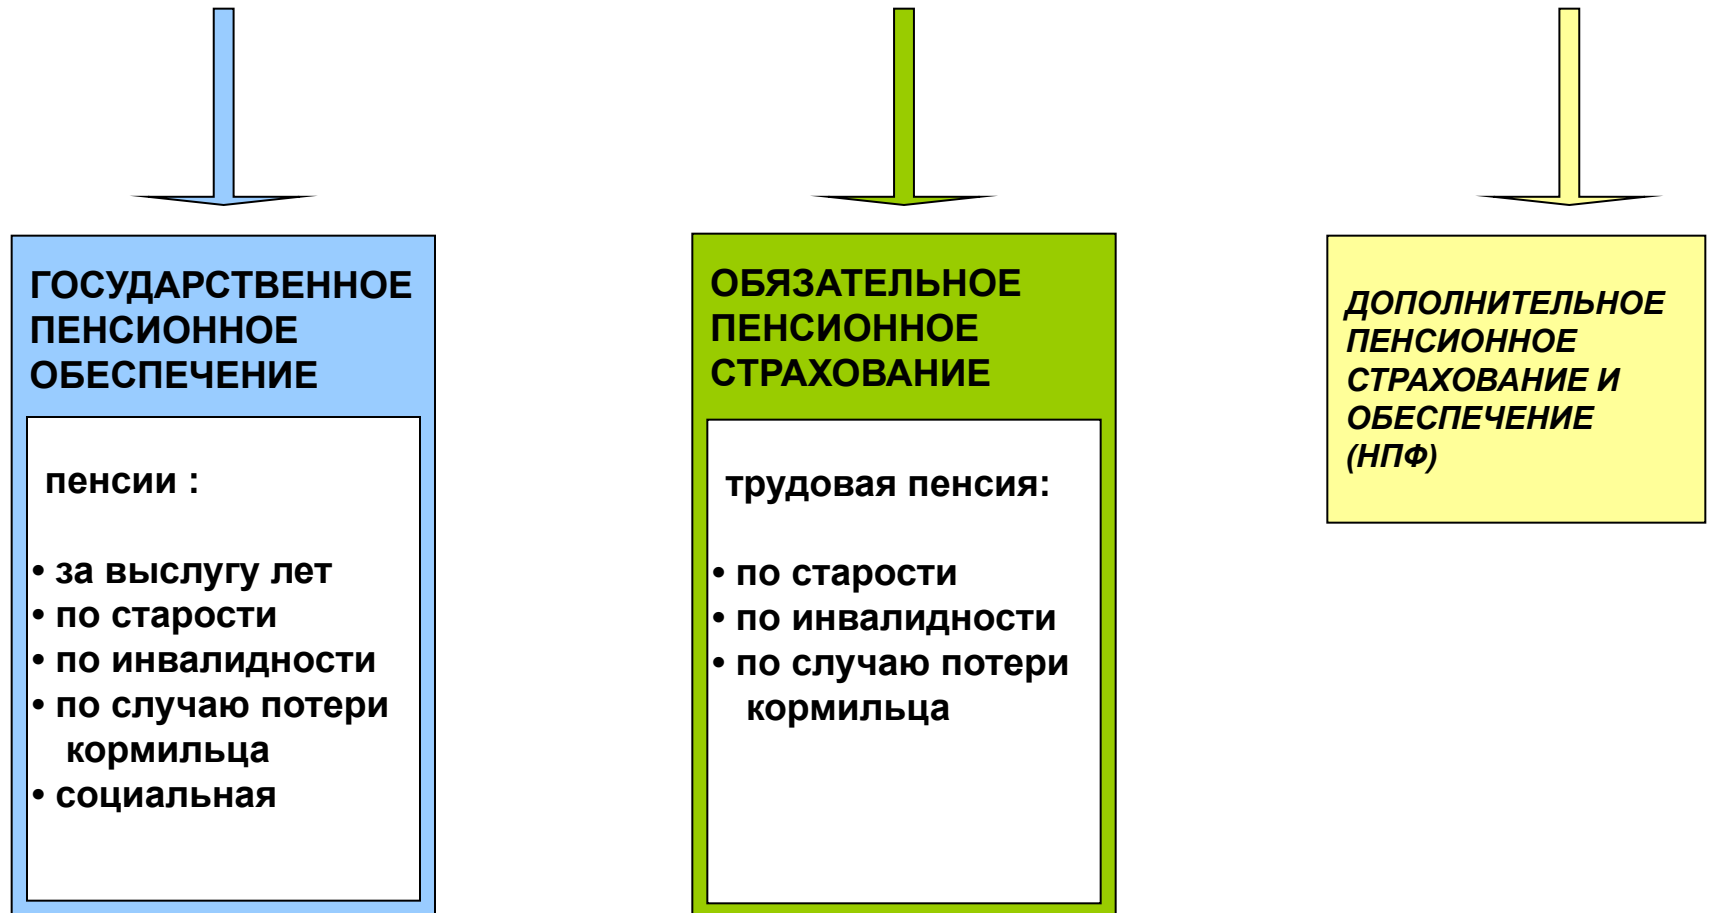 ГОСУДАРСТВЕННОЕ
ПЕНСИОННОЕ
ОБЕСПЕЧЕНИЕ
пенсии :
• за выслугу лет
• по старости
• по инвалидности
• по случаю потери
кормильца
• социальная
ОБЯЗАТЕЛЬНОЕ
ПЕНСИОННОЕ
СТРАХОВАНИЕ
трудовая пенсия:
• по старости
• по инвалидности
• по случаю потери
кормильца
ДОПОЛНИТЕЛЬНОЕ
ПЕНСИОННОЕ
СТРАХОВАНИЕ И
ОБЕСПЕЧЕНИЕ
(НПФ)